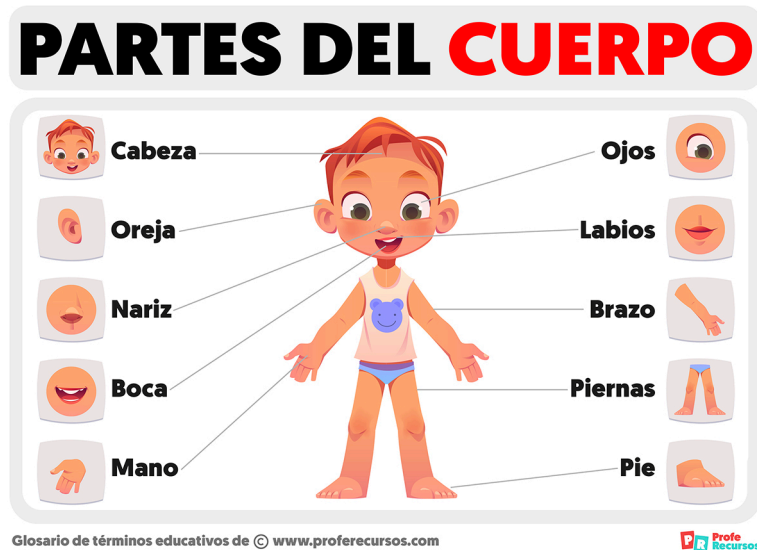 PARTES DEL CUERPO
Cabeza
Oreja
Nariz
Boca
Mano
Ojos
Labios
Brazo
Piernas
Pie
Glosario de términos educativos de © www.proferecursos.com
PR Profe
Recursos